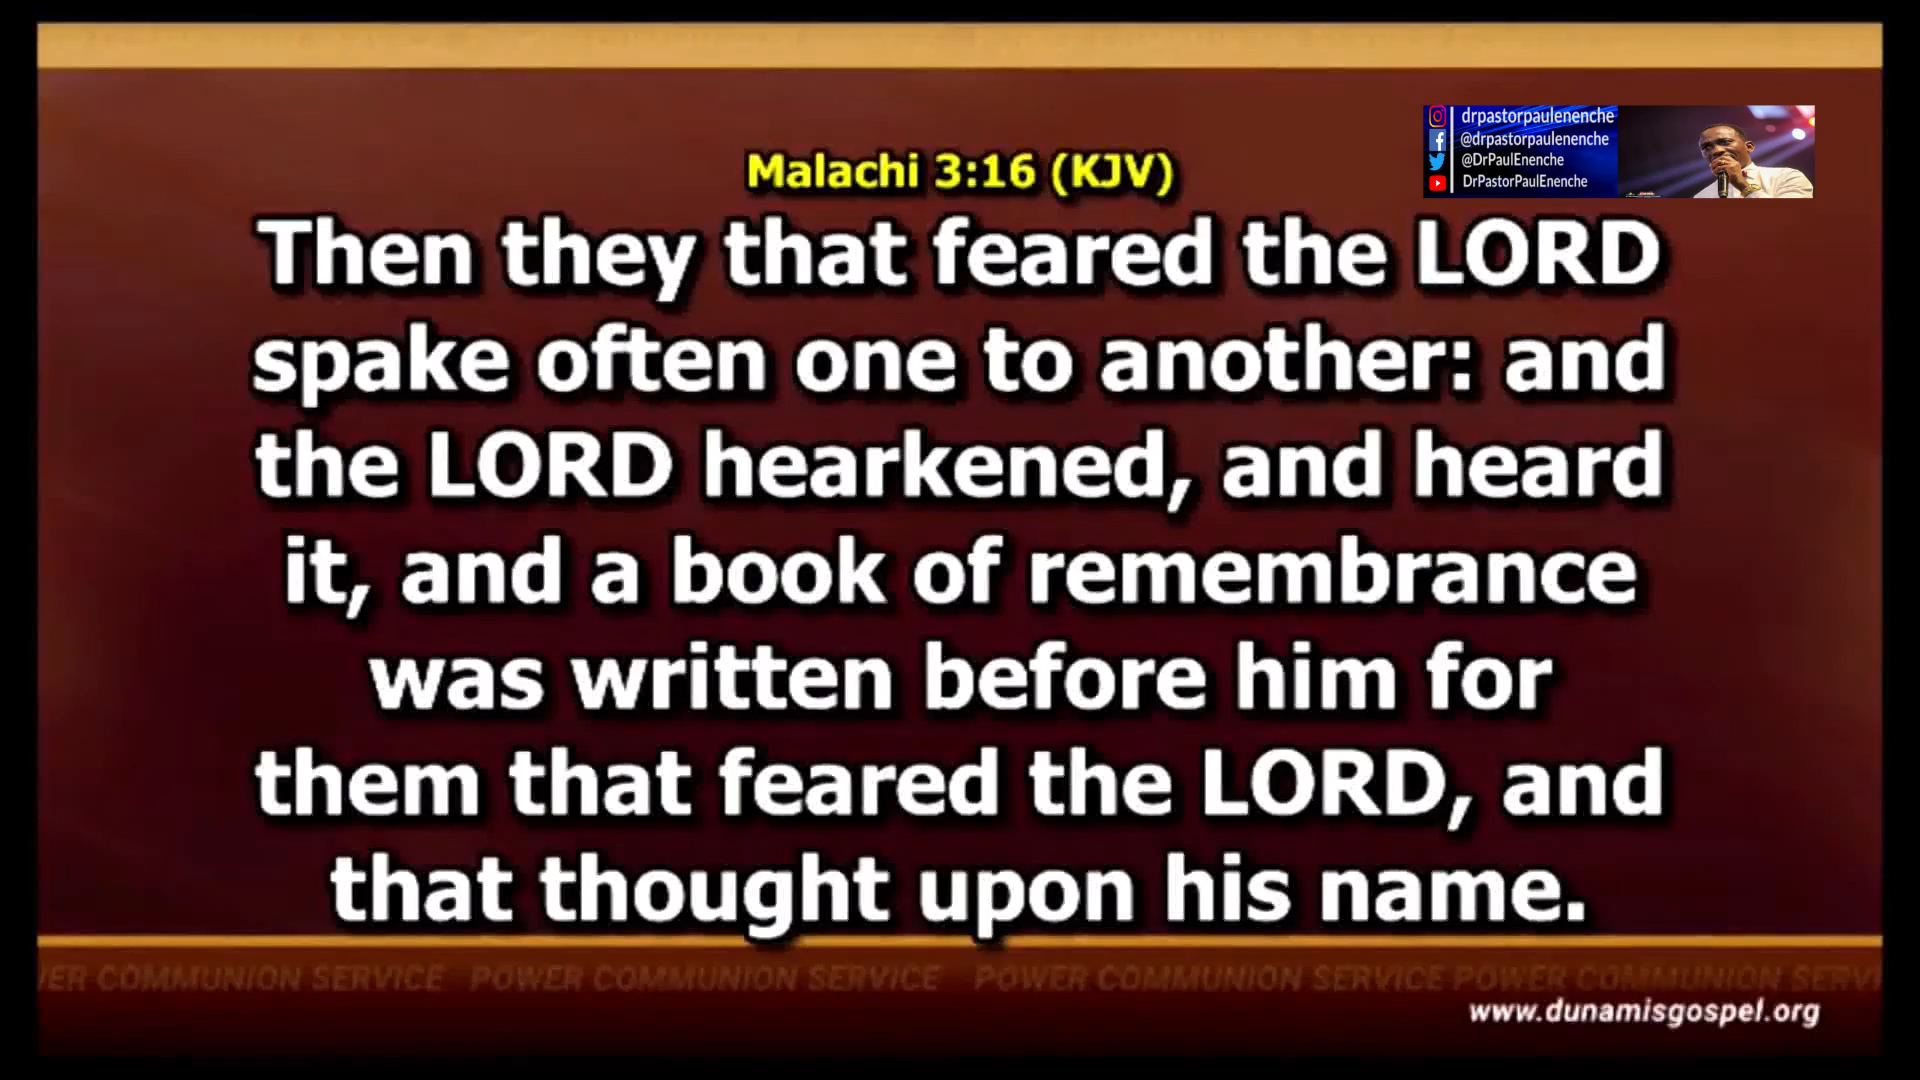 drpastorpaulenenche
@drpastorpaulenenche
@DrPaulEnenche
DrPastorPaulEnenche
Malachi 3:16 (KJV)
Then they that feared the LORD
spake often one to another: and
the LORD hearkened, and heard
it, and a book of remembrance
was written before him for
them that feared the LORD, and
that thought upon his name.
ER COMMUNION SERVICE POWER COMMUNION SERVICE POWER COMMUNION SERVICE POWER COMMUNION SERVI
www.dunamisgospel.org